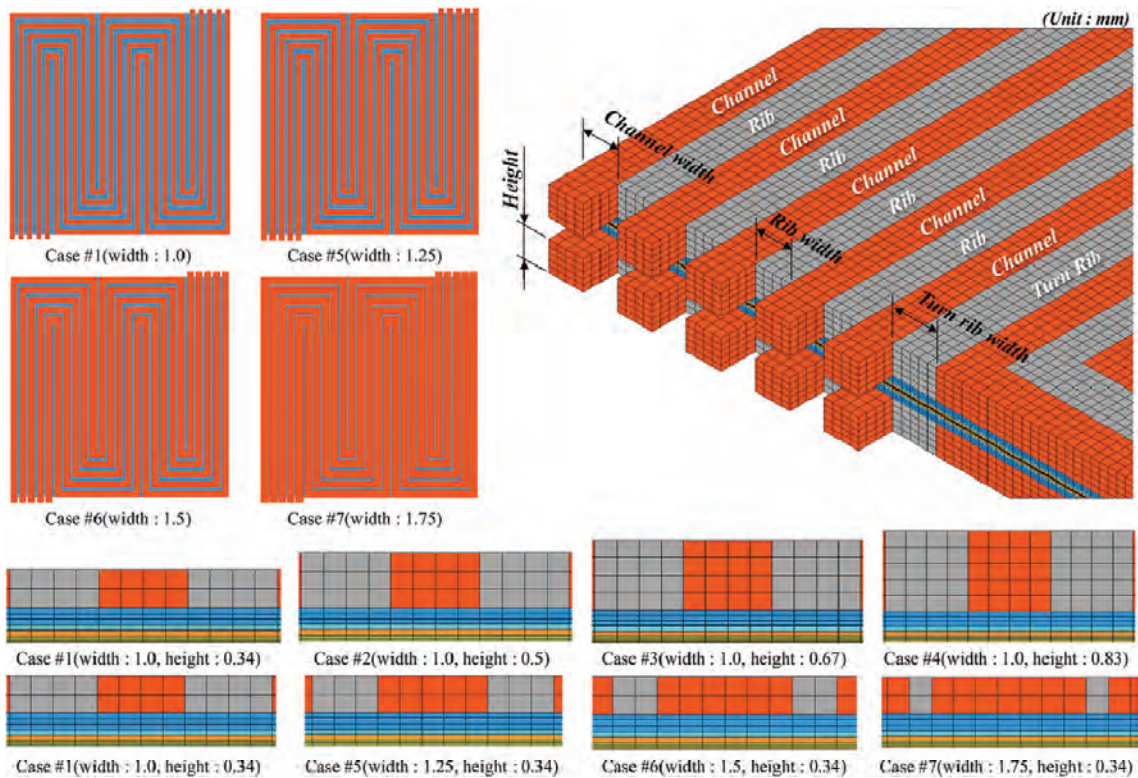 (Unit : mm)
Channel
Rib
Channel
Rib
Channel
Rib
Channel
Rib
Channel
Turn Rib
Channel width
Height
Rib width
Turn rib width
Case #1(width : 1.0)
Case #5(width : 1.25)
Case #6(width : 1.5)
Case #7(width : 1.75)
Case #1(width : 1.0, height : 0.34)
Case #2(width : 1.0, height : 0.5)
Case #3(width : 1.0, height : 0.67)
Case #4(width : 1.0, height : 0.83)
Case #1(width : 1.0, height : 0.34)
Case #5(width : 1.25, height : 0.34)
Case #6(width : 1.5, height : 0.34)
Case #7(width : 1.75, height : 0.34)